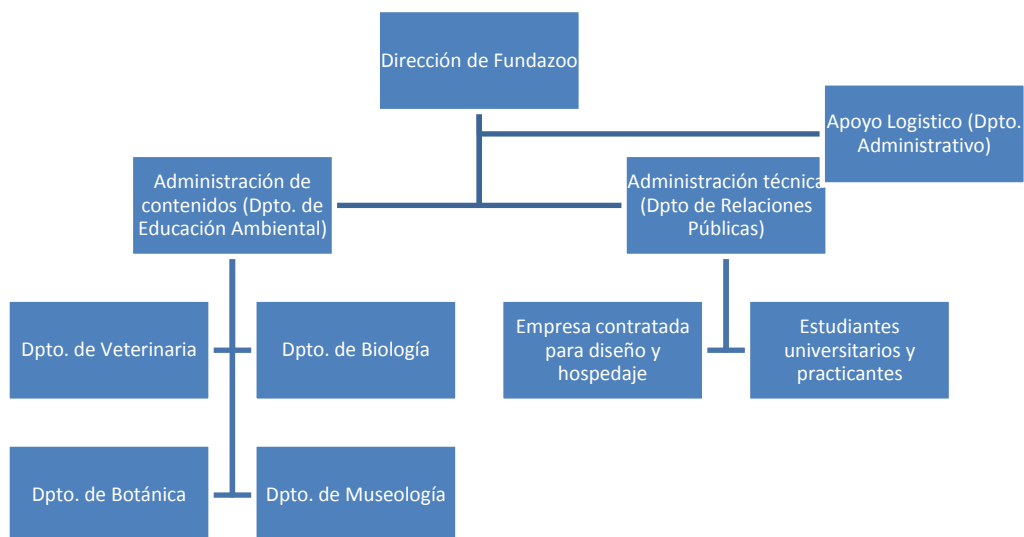 Dirección de Fundazoo
Apoyo Logistico (Dpto.
Administrativo)
Administración de
contenidos (Dpto. de
Educación Ambiental)
Administración técnica
(Dpto de Relaciones
Públicas)
Dpto. de Veterinaria
Dpto. de Biología
Empresa contratada
para diseño y
hospedaje
Estudiantes
universitarios y
practicantes
Dpto. de Botánica
Dpto. de Museología